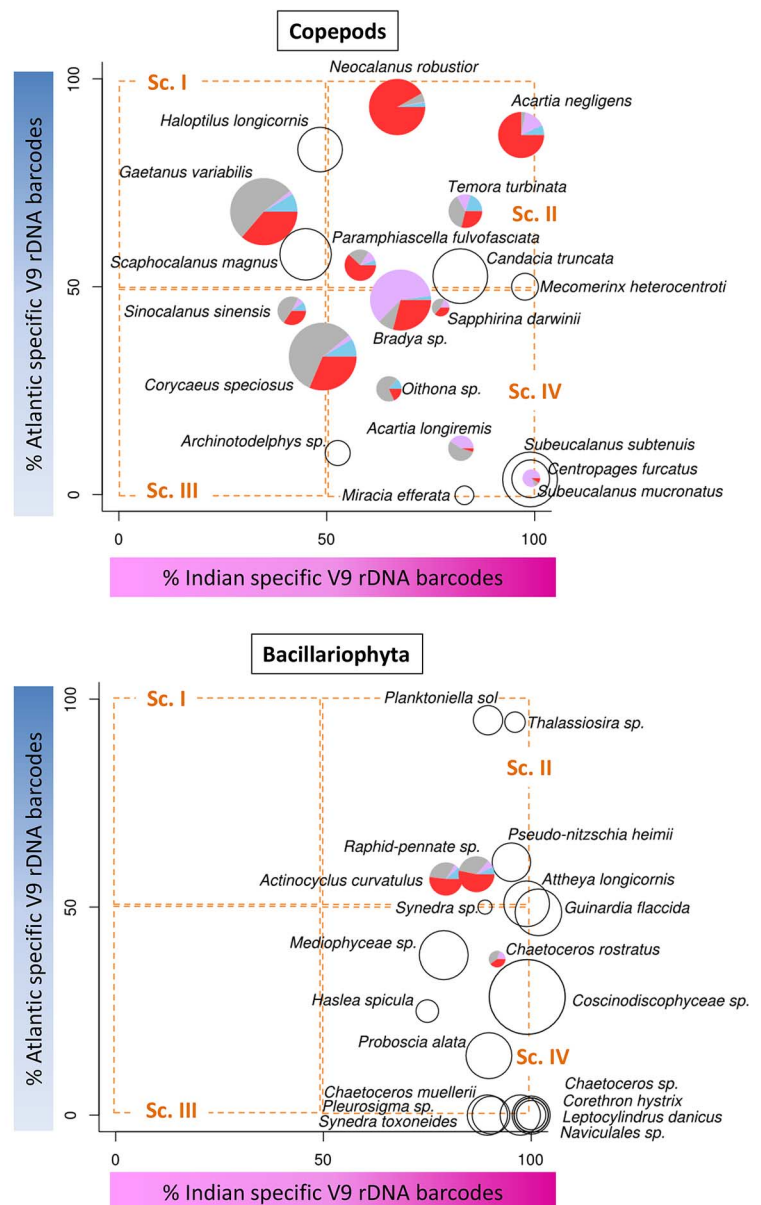 Copepods
% Atlantic specific V9 rDNA barcodes
100
50
0
Sc. I
Neocalanus robustior
Acartia negligens
Haloptilus longicornis
Gaetanus variabilis
Temora turbinata
Sc. II
Paramphiascella fulvofasciata
Scaphocalanus magnus
Candacia truncata
Mecomerinx heterocentroti
Sinocalanus sinensis
Sapphirina darwinii
Bradya sp.
Corycaeus speciosus
Oithona sp.
Sc. IV
Acartia longiremis
Archinotodelphys sp.
Subeucalanus subtenuis
Centropages furcatus
Sc. III
Miracia efferata
Subeucalanus mucronatus
0
50
100
% Indian specific V9 rDNA barcodes
Bacillariophyta
% Atlantic specific V9 rDNA barcodes
100
50
0
Sc. I
Planktoniella sol
Thalassiosira sp.
Sc. II
Pseudo-nitzschia heimii
Raphid-pennate sp.
Actinocyclus curvatulus
Attheya longicornis
Synedra sp.
Guinardia flaccida
Mediophyceae sp.
Chaetoceros rostratus
Haslea spicula
Coscinodiscophyceae sp.
Proboscia alata
Sc. IV
Chaetoceros muellerii
Chaetoceros sp.
Corethron hystrix
Sc. III
Pleurosigma sp.
Leptocylindrus danicus
Synedra toxoneides
Naviculales sp.
0
50
100
% Indian specific V9 rDNA barcodes